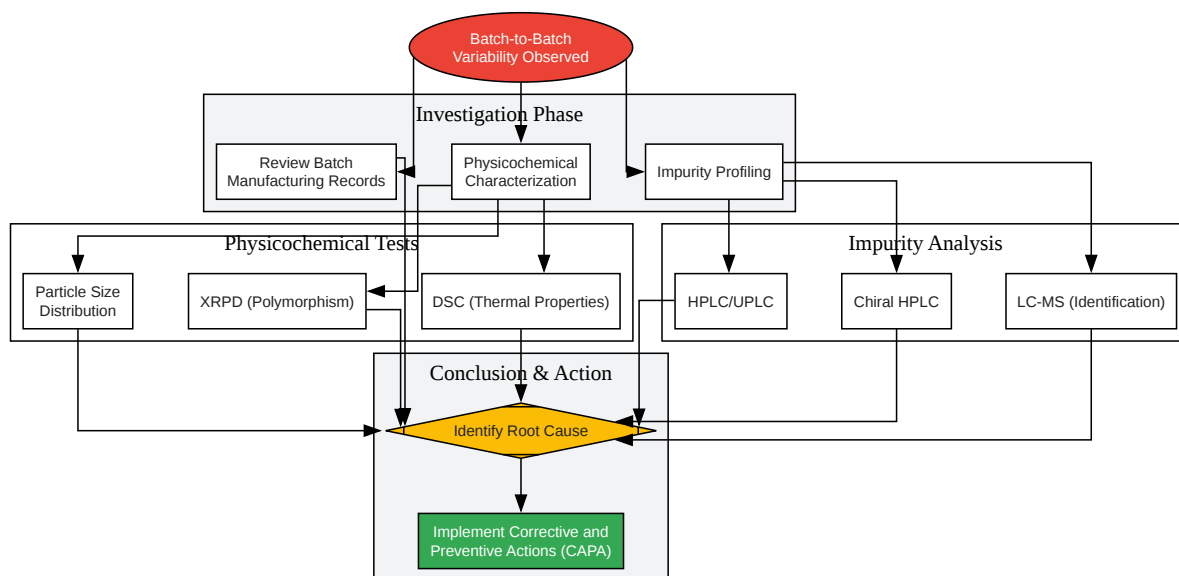 Batch-to-Batch
Variability Observed
Investigation Phase
Review Batch
Manufacturing Records
Physicochemical
Characterization
Impurity Profiling
Physicochemical Tests
Impurity Analysis
Particle Size
Distribution
XRPD (Polymorphism)
DSC (Thermal Properties)
HPLC/UPLC
Chiral HPLC
LC-MS (Identification)
Conclusion & Action
Identify Root Cause
Implement Corrective and
Preventive Actions (CAPA)